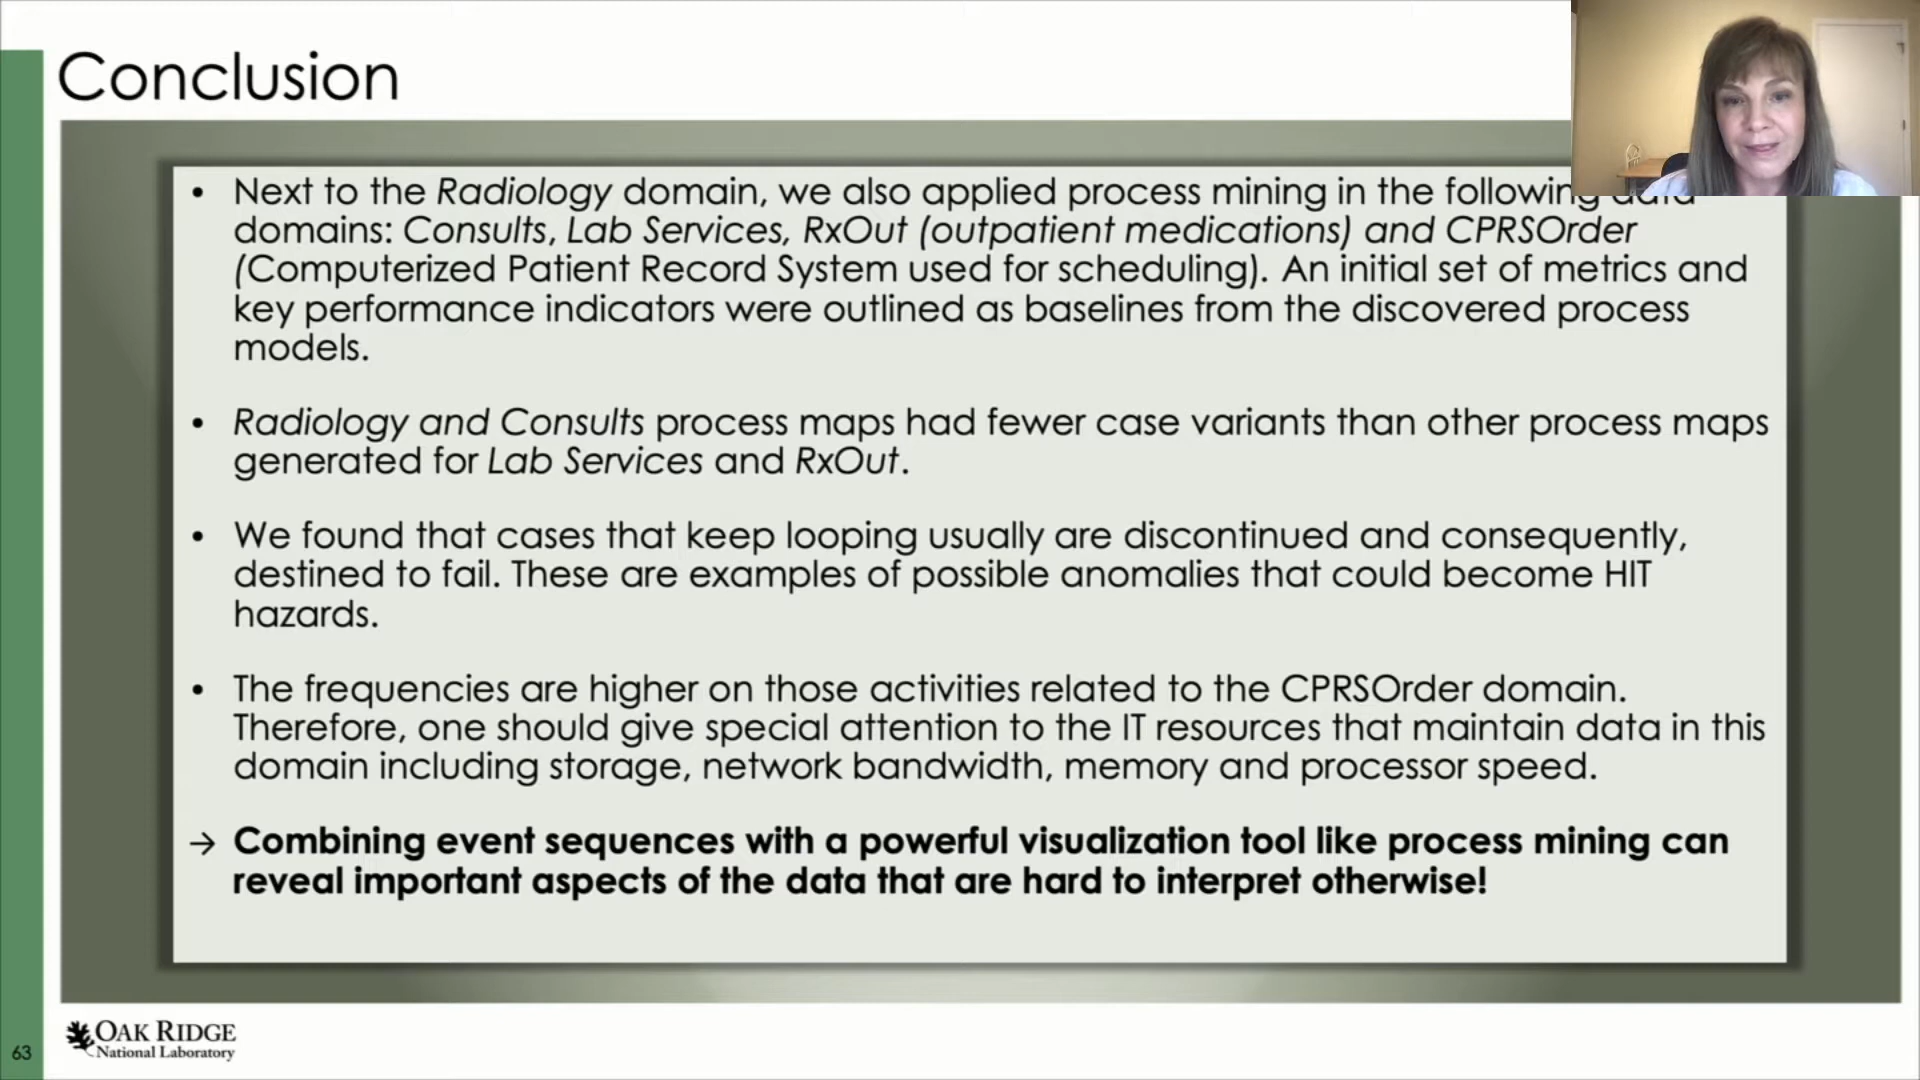 Conclusion
• Next to the Radiology domain, we also applied process mining in the following data
domains: Consults, Lab Services, RxOut (outpatient medications) and CPRSOrder
(Computerized Patient Record System used for scheduling). An initial set of metrics and
key performance indicators were outlined as baselines from the discovered process
models.
• Radiology and Consults process maps had fewer case variants than other process maps
generated for Lab Services and RxOut.
• We found that cases that keep looping usually are discontinued and consequently,
destined to fail. These are examples of possible anomalies that could become HIT
hazards.
• The frequencies are higher on those activities related to the CPRSOrder domain.
Therefore, one should give special attention to the IT resources that maintain data in this
domain including storage, network bandwidth, memory and processor speed.
→ Combining event sequences with a powerful visualization tool like process mining can
reveal important aspects of the data that are hard to interpret otherwise!
OAK RIDGE
National Laboratory
63